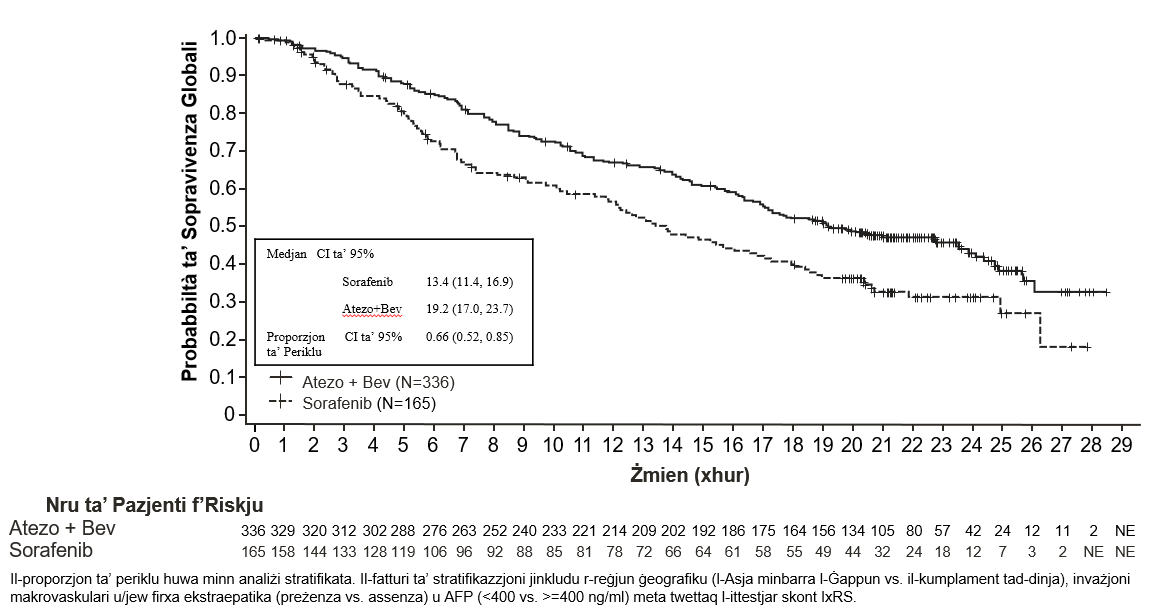 Probabbiltà ta’ Sopravivenza Globali
1.0
0.9
0.8
0.7
0.6
0.5
0.4
0.3
0.2
0.1
0
Medjan CI ta’ 95%
Sorafenib 13.4 (11.4, 16.9)
Atezo+Bev 19.2 (17.0, 23.7)
Proporzjon CI ta’ 95% 0.66 (0.52, 0.85)
ta’ Periklu
Atezo + Bev (N=336)
Sorafenib (N=165)
0 1 2 3 4 5 6 7 8 9 10 11 12 13 14 15 16 17 18 19 20 21 22 23 24 25 26 27 28 29
Żmien (xhur)
Nru ta’ Pazjenti f’Riskju
Atezo + Bev 336 329 320 312 302 288 276 263 252 240 233 221 214 209 202 192 186 175 164 156 134 105 80 57 42 24 12 11 2 NE
Sorafenib 165 158 144 133 128 119 106 96 92 88 85 81 78 72 66 64 61 58 55 49 44 32 24 18 12 7 3 2 NE NE
Il-proporzjon ta’ periklu huwa minn analiżi stratifikata. Il-fatturi ta’ stratifikazzjoni jinkludu r-reġjun ġeografiku (l-Asja minbarra l-Ġappun vs. il-kumplament tad-dinja), invażjoni
makrovaskulari u/jew firxa ekstraepatika (preżenza vs. assenza) u AFP (<400 vs. >=400 ng/ml) meta twettaq l-ittestjar skont IxRS.